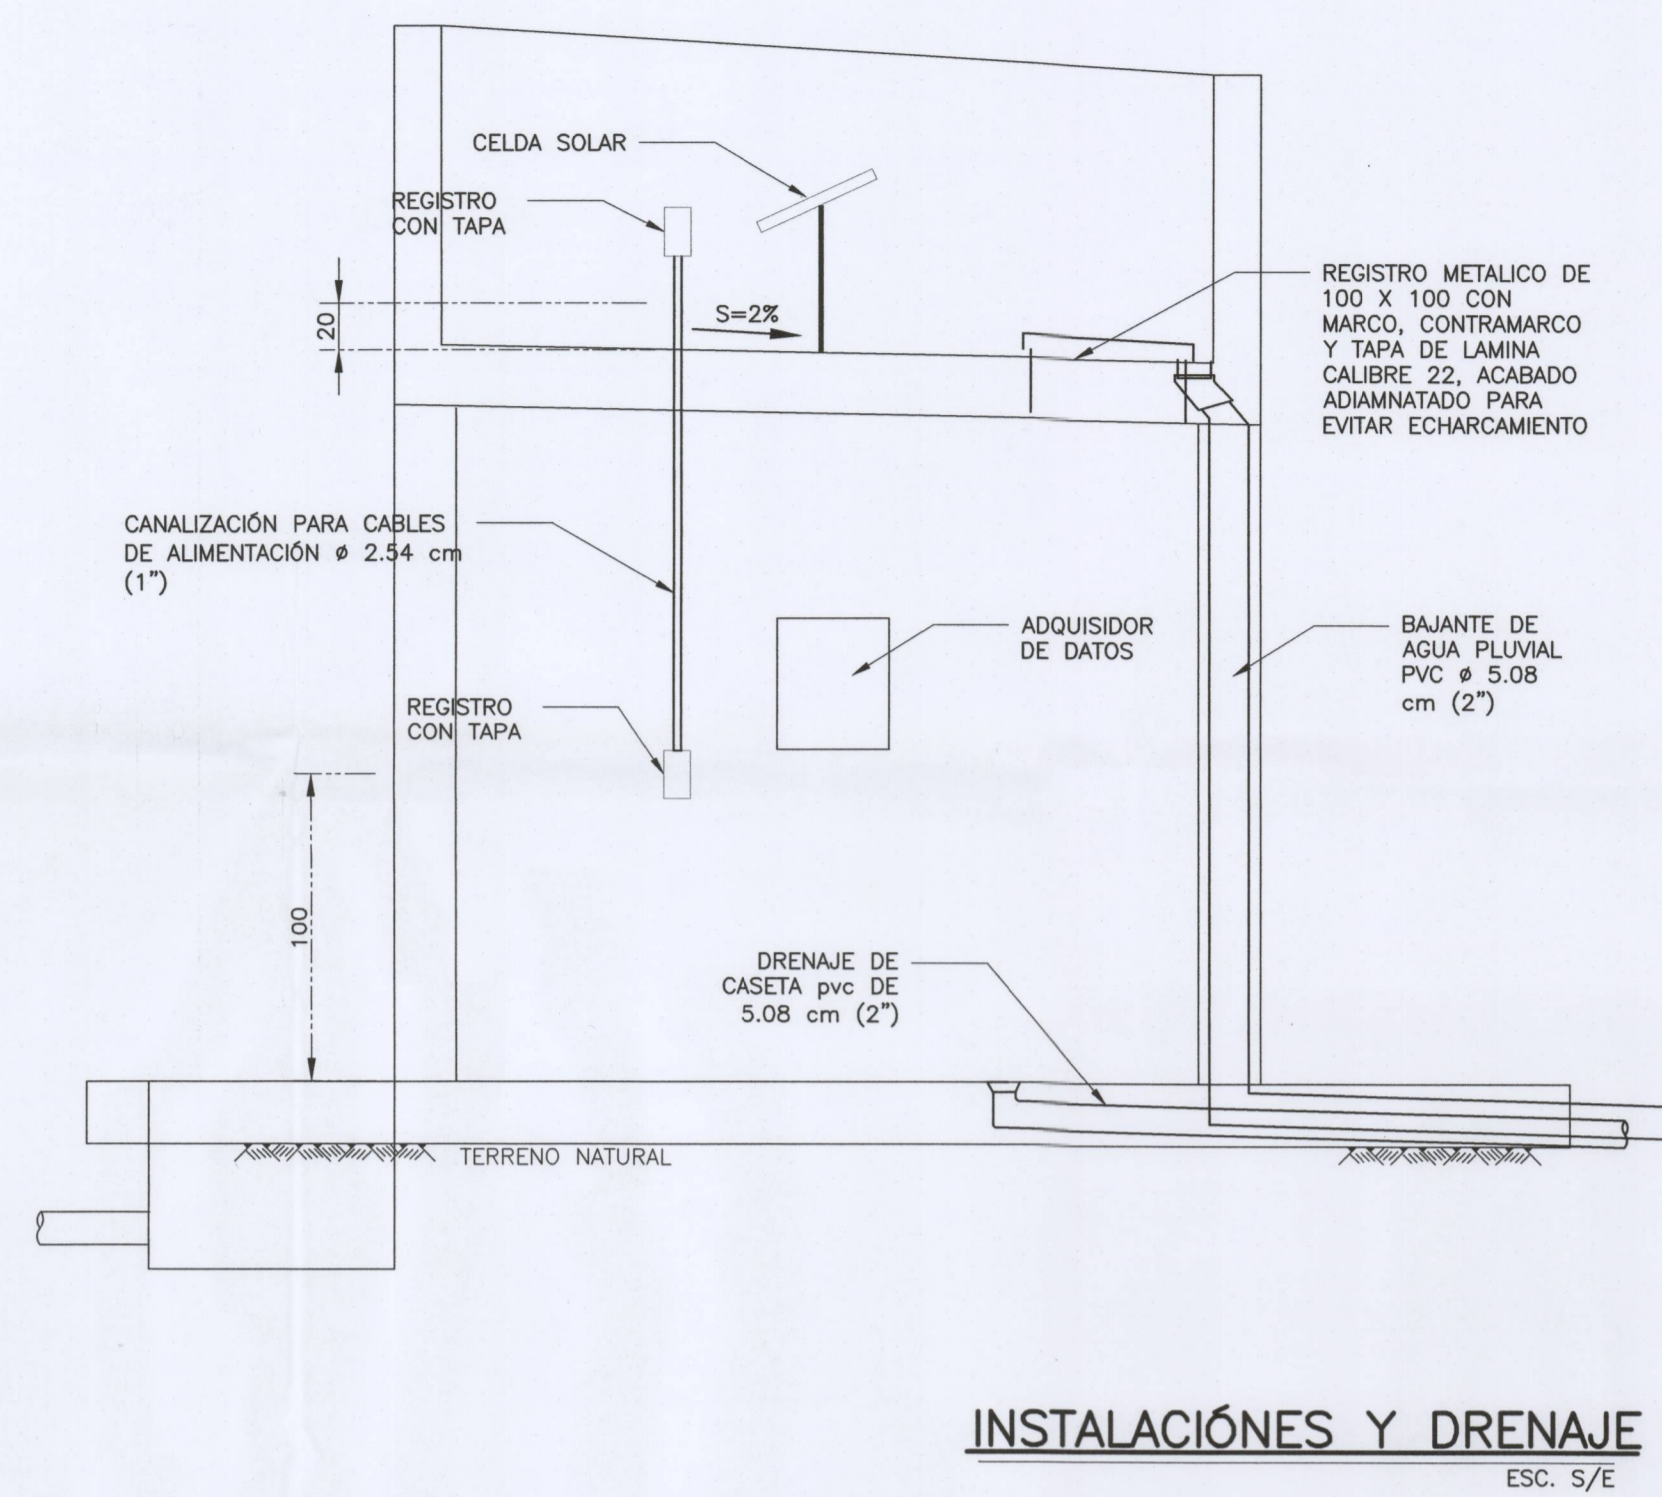 CELDA SOLAR
REGISTRO
CON TAPA
20
S=2%
REGISTRO METALICO DE
100 X 100 CON
MARCO, CONTRAMARCO
Y TAPA DE LAMINA
CALIBRE 22, ACABADO
ADIAMNATADO PARA
EVITAR ECHARCAMIENTO
CANALIZACIÓN PARA CABLES
DE ALIMENTACIÓN ø 2.54 cm
(1")
ADQUISIDOR
DE DATOS
BAJANTE DE
AGUA PLUVIAL
PVC ø 5.08
cm (2")
REGISTRO
CON TAPA
100
DRENAJE DE
CASETA pvc DE
5.08 cm (2")
TERRENO NATURAL
INSTALACIÓNES Y DRENAJE
ESC. S/E